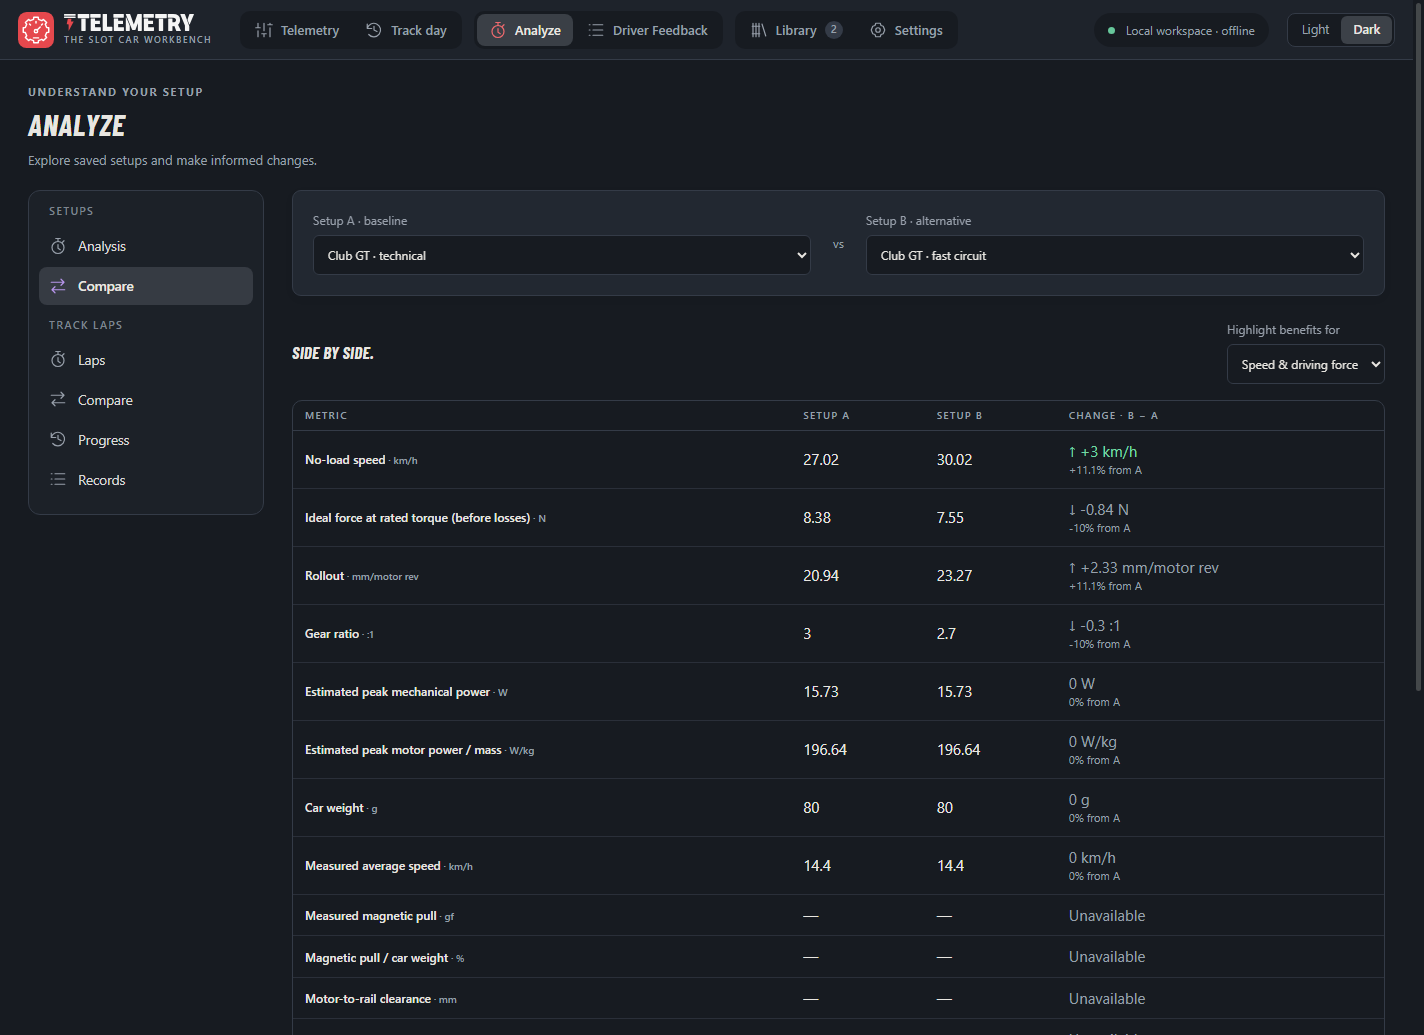 TELEMETRY
THE SLOT CAR WORKBENCH
Telemetry
Track day
Analyze
Driver Feedback
Library 2
Settings
Local workspace · offline
Light
Dark
UNDERSTAND YOUR SETUP
ANALYZE
Explore saved setups and make informed changes.
SETUPS
Analysis
Compare
TRACK LAPS
Laps
Compare
Progress
Records
Setup A · baseline
Club GT · technical
vs
Setup B · alternative
Club GT · fast circuit
SIDE BY SIDE.
Highlight benefits for
Speed & driving force
METRIC SETUP A SETUP B CHANGE · B – A
No-load speed · km/h 27.02 30.02 ↑ +3 km/h
+11.1% from A
Ideal force at rated torque (before losses) · N 8.38 7.55 ↓ -0.84 N
-10% from A
Rollout · mm/motor rev 20.94 23.27 ↑ +2.33 mm/motor rev
+11.1% from A
Gear ratio · :1 3 2.7 ↓ -0.3 :1
-10% from A
Estimated peak mechanical power · W 15.73 15.73 0 W
0% from A
Estimated peak motor power / mass · W/kg 196.64 196.64 0 W/kg
0% from A
Car weight · g 80 80 0 g
0% from A
Measured average speed · km/h 14.4 14.4 0 km/h
0% from A
Measured magnetic pull · gf — — Unavailable
Magnetic pull / car weight · % — — Unavailable
Motor-to-rail clearance · mm — — Unavailable